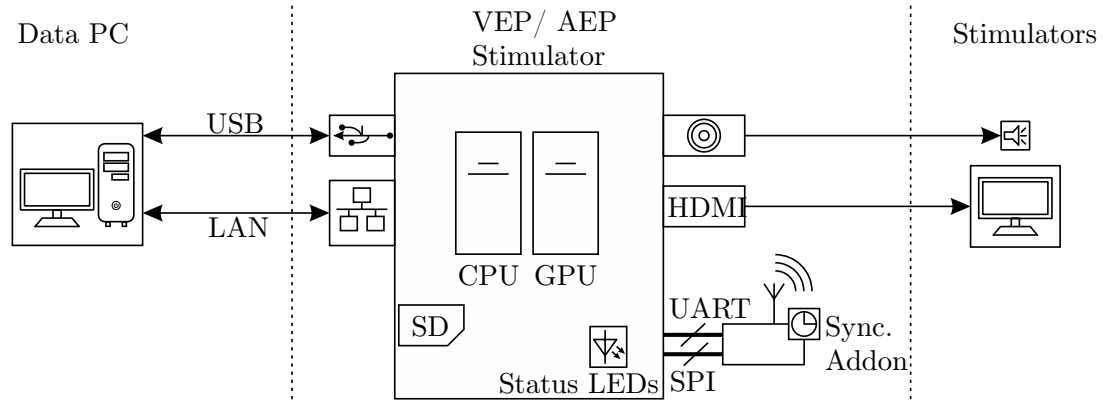 Data PC
VEP/ AEP
Stimulator
Stimulators
USB
LAN
HDMI
CPU GPU
SD
UART
SPI
Sync.
Addon
Status LEDs